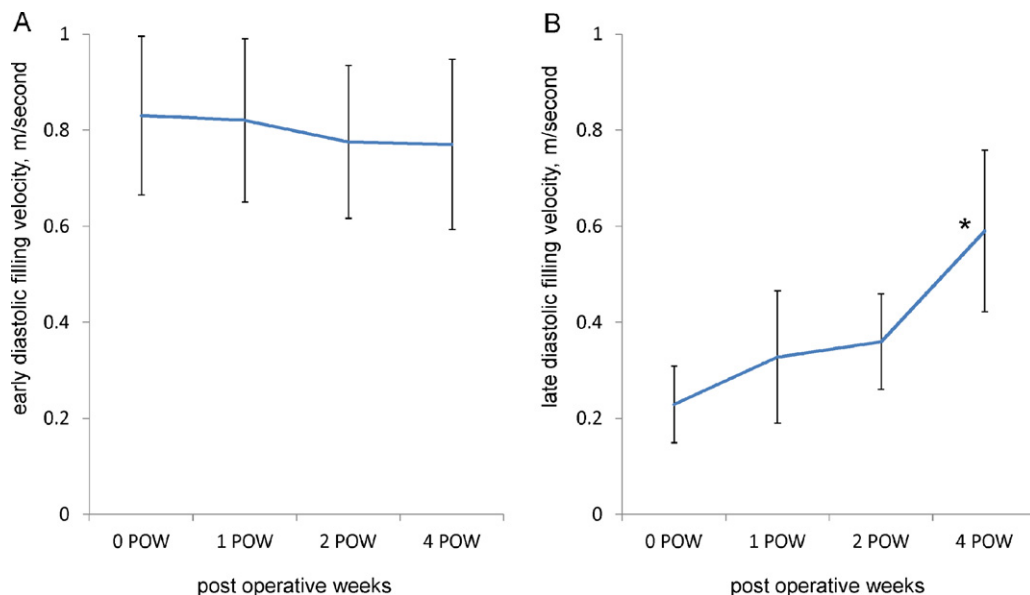 A
early diastolic filling velocity, m/second
1
0.8
0.6
0.4
0.2
0
0 POW 1 POW 2 POW 4 POW
post operative weeks
B
late diastolic filling velocity, m/second
1
0.8
0.6
*
0.4
0.2
0
0 POW 1 POW 2 POW 4 POW
post operative weeks